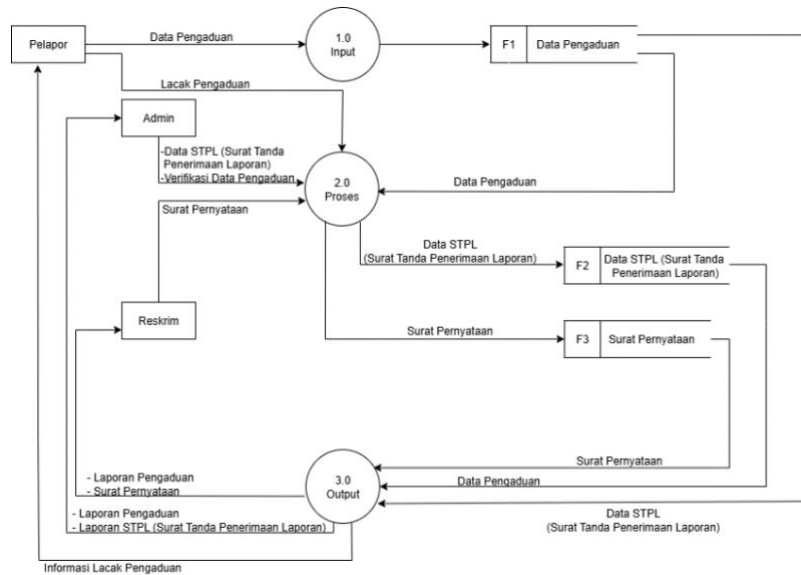 Pelapor
Data Pengaduan
1.0
Input
F1
Data Pengaduan
Lacak Pengaduan
Admin
-Data STPL (Surat Tanda
Penerimaan Laporan)
-Verifikasi Data Pengaduan
2.0
Proses
Data Pengaduan
Surat Pernyataan
Data STPL
(Surat Tanda Penerimaan Laporan)
F2
Data STPL (Surat Tanda
Penerimaan Laporan)
Reskrim
Surat Pernyataan
F3
Surat Pernyataan
Surat Pernyataan
3.0
Output
Data Pengaduan
- Laporan Pengaduan
- Surat Pernyataan
- Laporan Pengaduan
- Laporan STPL (Surat Tanda Penerimaan Laporan)
Data STPL
(Surat Tanda Penerimaan Laporan)
Informasi Lacak Pengaduan